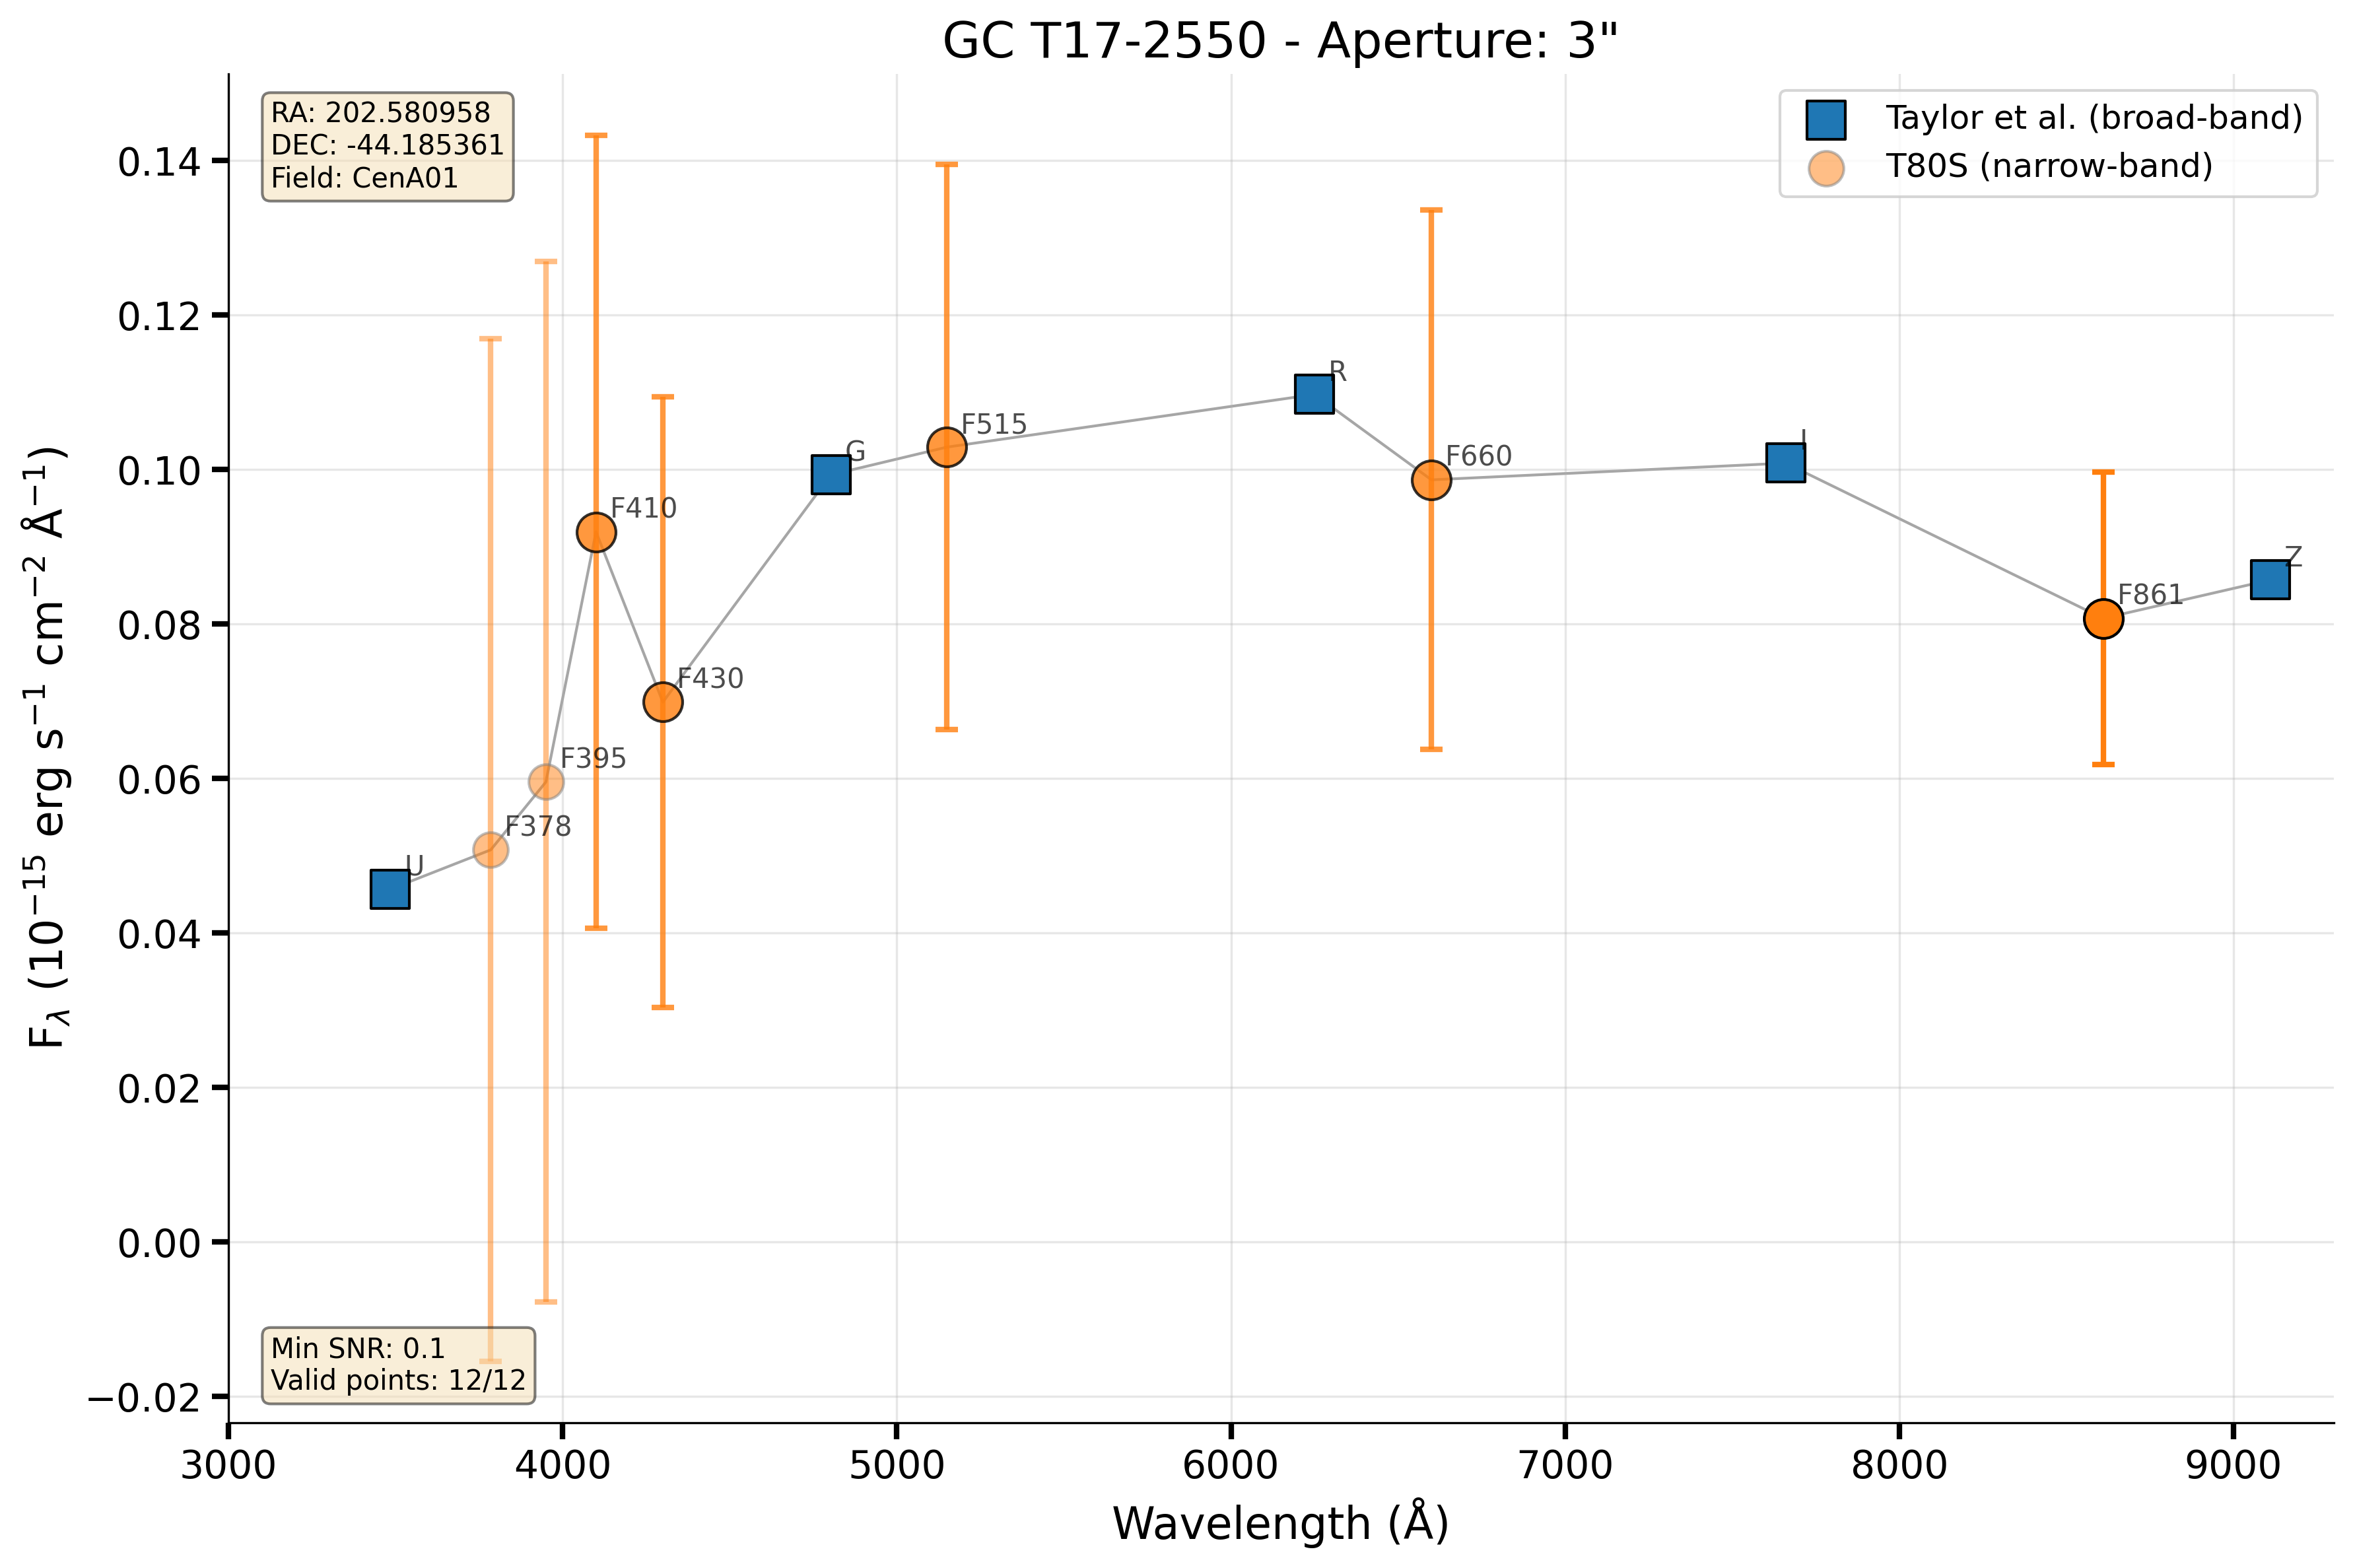 GC T17-2550 - Aperture: 3"
RA: 202.580958
DEC: -44.185361
Field: CenA01
Taylor et al. (broad-band)
T80S (narrow-band)
F$_{\lambda}$ (10$^{-15}$ erg s$^{-1}$ cm$^{-2}$ Å$^{-1}$)
0.14
0.12
0.10
0.08
0.06
0.04
0.02
0.00
−0.02
U
F378
F395
F410
F430
G
F515
R
F660
I
F861
Z
Min SNR: 0.1
Valid points: 12/12
3000 4000 5000 6000 7000 8000 9000
Wavelength (Å)